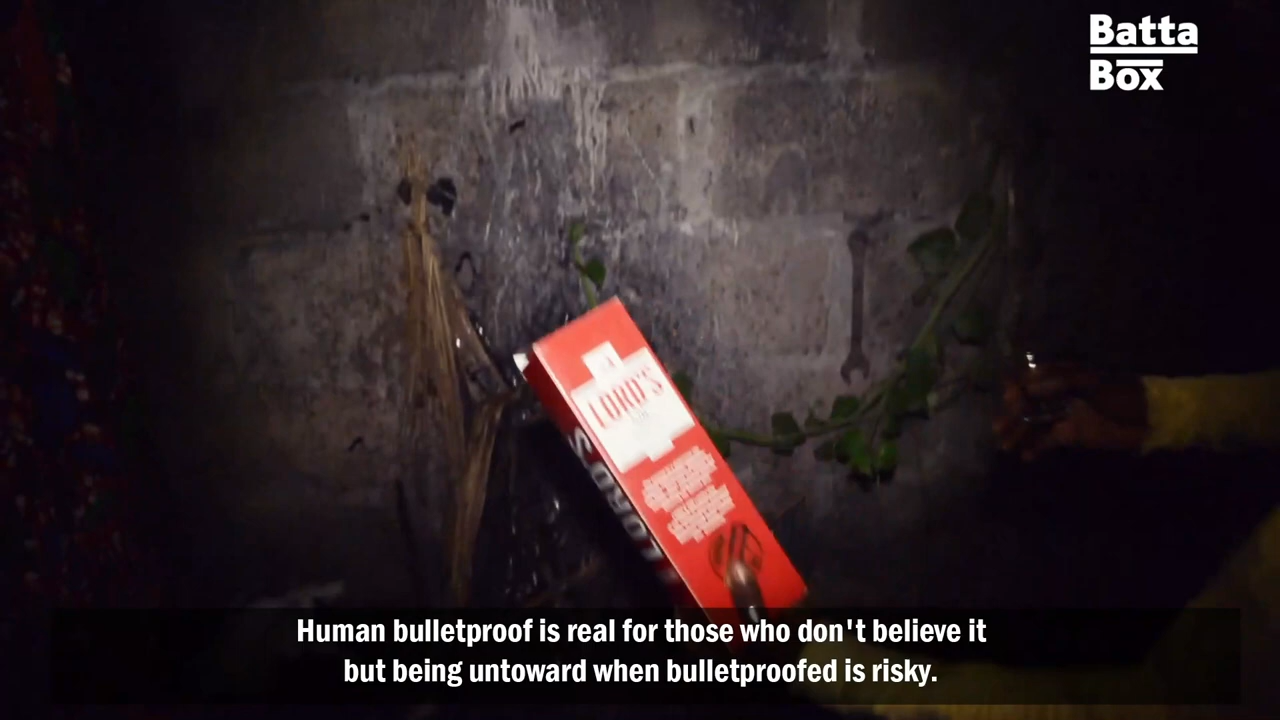 Batta
Box
LORD'S
LORD'S
Human bulletproof is real for those who don't believe it
but being untoward when bulletproofed is risky.